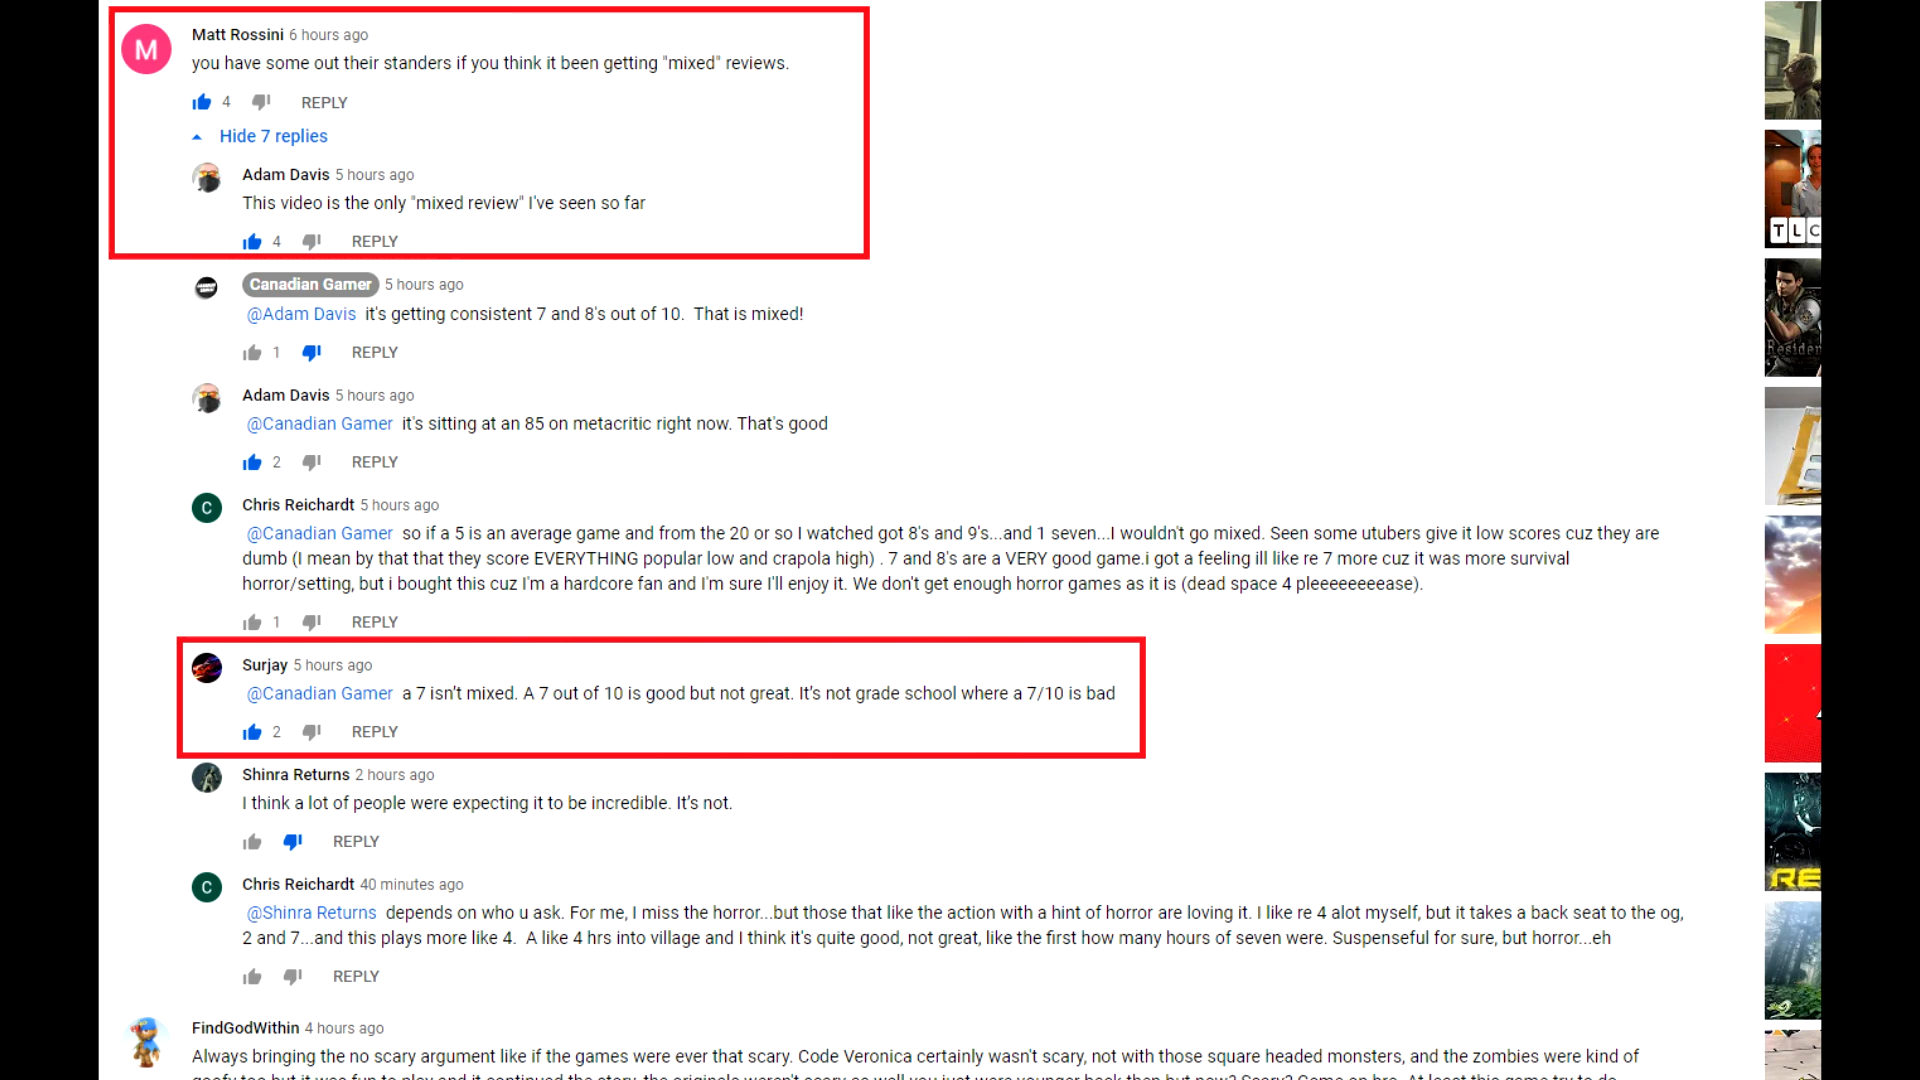 M
Matt Rossini 6 hours ago
you have some out their standers if you think it been getting "mixed" reviews.
4 REPLY
Hide 7 replies
Adam Davis 5 hours ago
This video is the only "mixed review" I've seen so far
4 REPLY
Canadian Gamer 5 hours ago
@Adam Davis it's getting consistent 7 and 8's out of 10. That is mixed!
1 REPLY
Adam Davis 5 hours ago
@Canadian Gamer it's sitting at an 85 on metacritic right now. That's good
2 REPLY
C
Chris Reichardt 5 hours ago
@Canadian Gamer so if a 5 is an average game and from the 20 or so I watched got 8's and 9's...and 1 seven...I wouldn't go mixed. Seen some utubers give it low scores cuz they are
dumb (I mean by that that they score EVERYTHING popular low and crapola high) . 7 and 8's are a VERY good game.i got a feeling ill like re 7 more cuz it was more survival
horror/setting, but i bought this cuz I'm a hardcore fan and I'm sure I'll enjoy it. We don't get enough horror games as it is (dead space 4 pleeeeeeeease).
1 REPLY
Surjay 5 hours ago
@Canadian Gamer a 7 isn't mixed. A 7 out of 10 is good but not great. It's not grade school where a 7/10 is bad
2 REPLY
Shinra Returns 2 hours ago
I think a lot of people were expecting it to be incredible. It's not.
REPLY
C
Chris Reichardt 40 minutes ago
@Shinra Returns depends on who u ask. For me, I miss the horror...but those that like the action with a hint of horror are loving it. I like re 4 alot myself, but it takes a back seat to the og,
2 and 7...and this plays more like 4. A like 4 hrs into village and I think it's quite good, not great, like the first how many hours of seven were. Suspenseful for sure, but horror...eh
REPLY
FindGodWithin 4 hours ago
Always bringing the no scary argument like if the games were ever that scary. Code Veronica certainly wasn't scary, not with those square headed monsters, and the zombies were kind of
TLC
Residen
RE